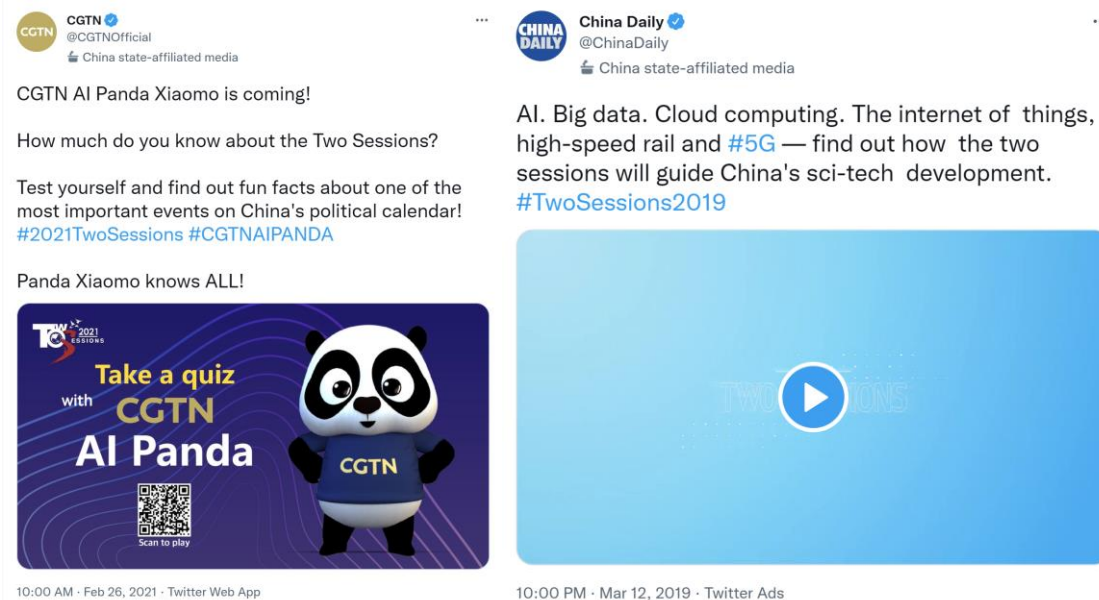 CGTN
CGTN
@CGTNOfficial
China state-affiliated media
CGTN AI Panda Xiaomo is coming!
How much do you know about the Two Sessions?
Test yourself and find out fun facts about one of the
most important events on China's political calendar!
#2021TwoSessions #CGTNAIPANDA
Panda Xiaomo knows ALL!
TWO SESSIONS 2021
Take a quiz
with CGTN
AI Panda
Scan to play
CGTN
10:00 AM · Feb 26, 2021 · Twitter Web App
CHINA
DAILY
China Daily
@ChinaDaily
China state-affiliated media
AI. Big data. Cloud computing. The internet of things,
high-speed rail and #5G — find out how the two
sessions will guide China's sci-tech development.
#TwoSessions2019
10:00 PM · Mar 12, 2019 · Twitter Ads